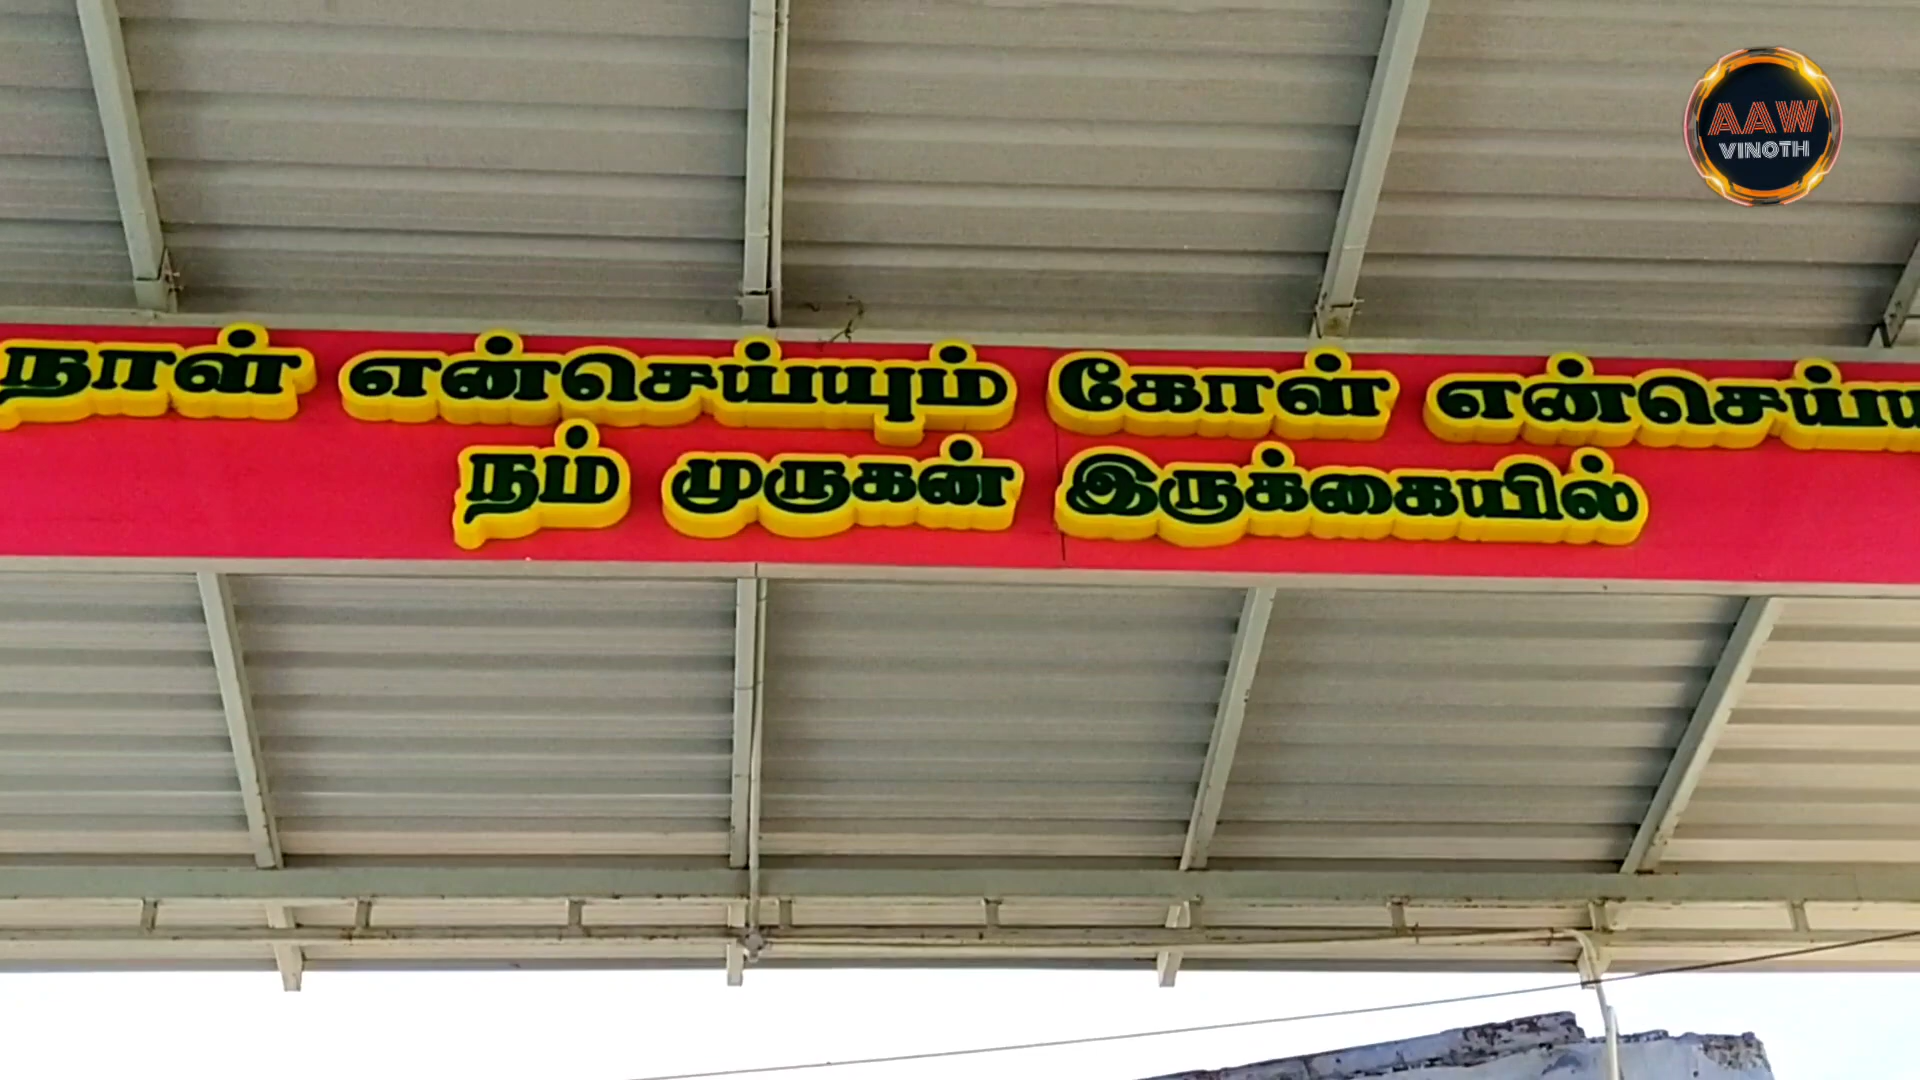 நாள் என்செய்யும் கோள் என்செய்ய
நம் முருகன் இருக்கையில்
AAW
VINOTH